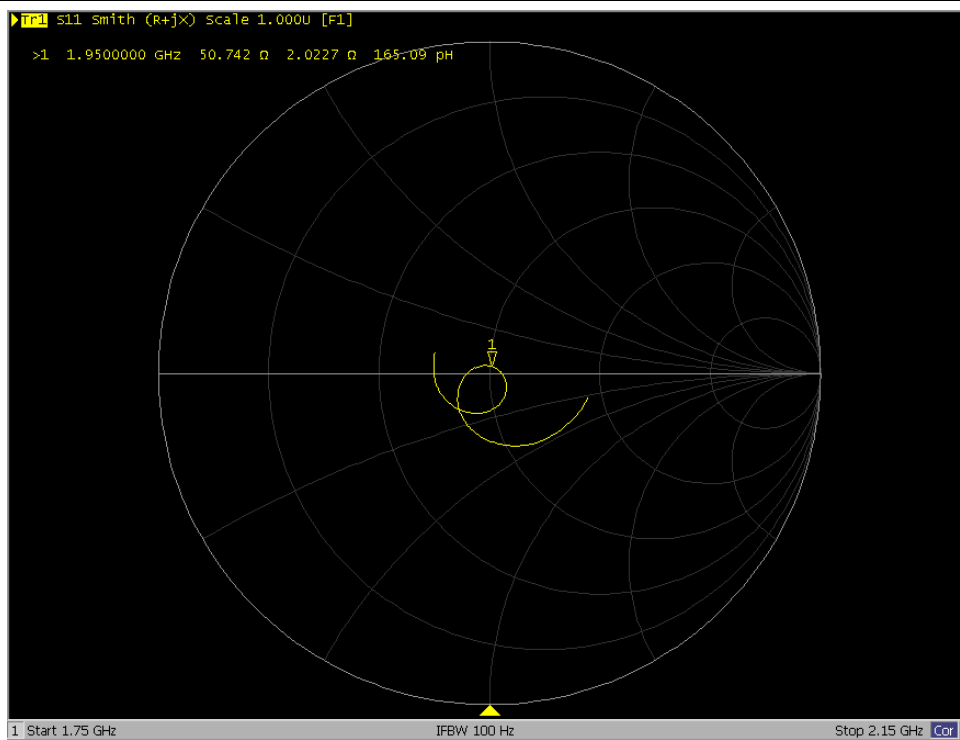 Tr1 S11 Smith (R+jX) Scale 1.000U [F1]
>1 1.9500000 GHz 50.742 Ω 2.0227 Ω 165.09 pH
1
1 Start 1.75 GHz IFBW 100 Hz Stop 2.15 GHz Cor